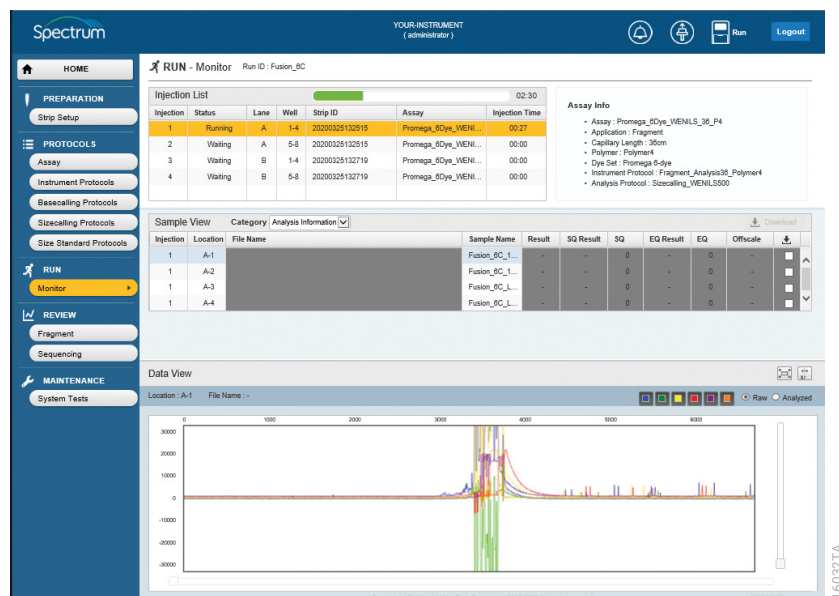 Spectrum
YOUR-INSTRUMENT
( administrator )
Run
Logout
HOME
PREPARATION
Strip Setup
PROTOCOLS
Assay
Instrument Protocols
Basecalling Protocols
Sizecalling Protocols
Size Standard Protocols
RUN
Monitor
REVIEW
Fragment
Sequencing
MAINTENANCE
System Tests
RUN - Monitor Run ID : Fusion_6C
Injection List 02:30
Injection Status Lane Well Strip ID Assay Injection Time
1 Running A 1-4 20200325132515 Promega_6Dye_WENI... 00:27
2 Waiting A 5-8 20200325132515 Promega_6Dye_WENI... 00:00
3 Waiting B 1-4 20200325132719 Promega_6Dye_WENI... 00:00
4 Waiting B 5-8 20200325132719 Promega_6Dye_WENI... 00:00
Assay Info
• Assay : Promega_6Dye_WENILS_36_P4
• Application : Fragment
• Capillary Length : 36cm
• Polymer : Polymer4
• Dye Set : Promega 6-dye
• Instrument Protocol : Fragment_Analysis36_Polymer4
• Analysis Protocol : Sizecalling_WENILS500
Sample View Category Analysis Information Download
Injection Location File Name Sample Name Result SQ Result SQ EQ Result EQ Offscale
1 A-1 Fusion_6C_1... - - 0 - 0 -
1 A-2 Fusion_6C_1... - - 0 - 0 -
1 A-3 Fusion_6C_L... - - 0 - 0 -
1 A-4 Fusion_6C_L... - - 0 - 0 -
Data View
Location : A-1 File Name : - Raw Analyzed
0 1000 2000 3000 4000 5000 6000
30000
20000
10000
0
-10000
-20000
-30000
16032TA